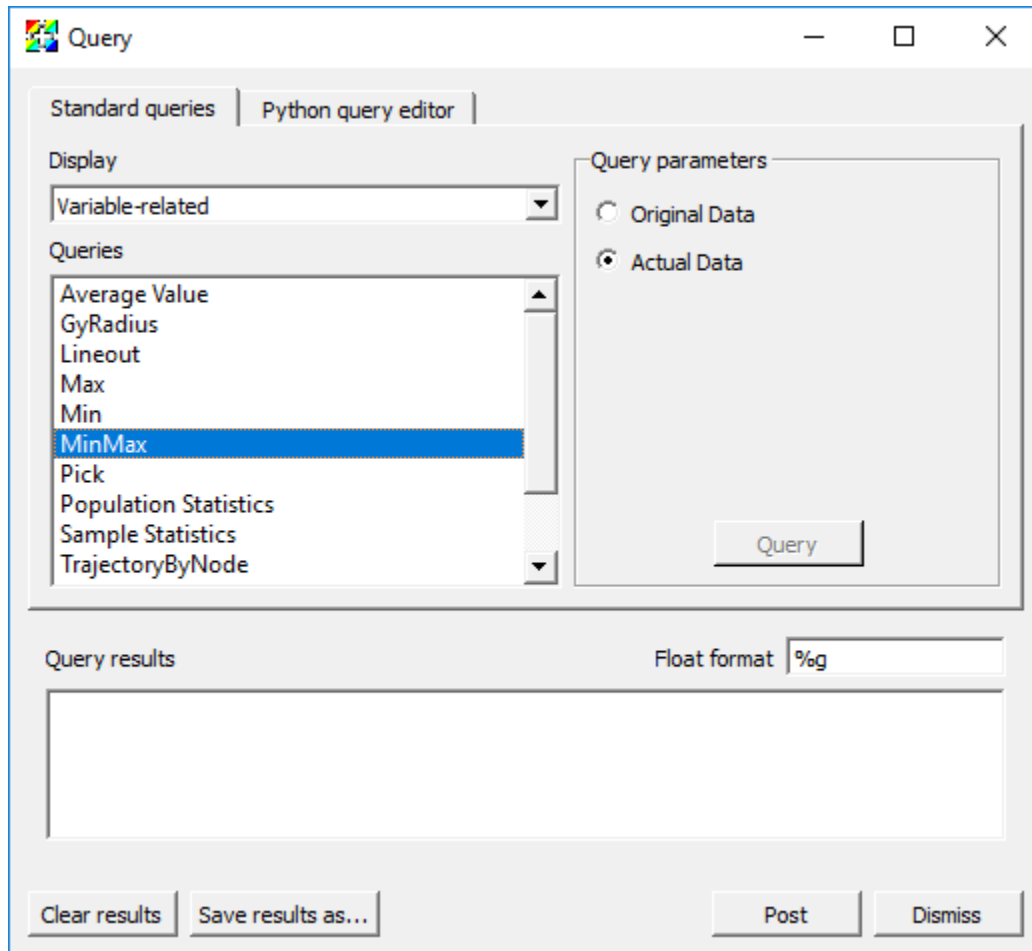 Query
Standard queries
Python query editor
Display
Variable-related
Queries
Average Value
GyRadius
Lineout
Max
Min
MinMax
Pick
Population Statistics
Sample Statistics
TrajectoryByNode
Query parameters
Original Data
Actual Data
Query
Query results
Float format %g
Clear results
Save results as...
Post
Dismiss